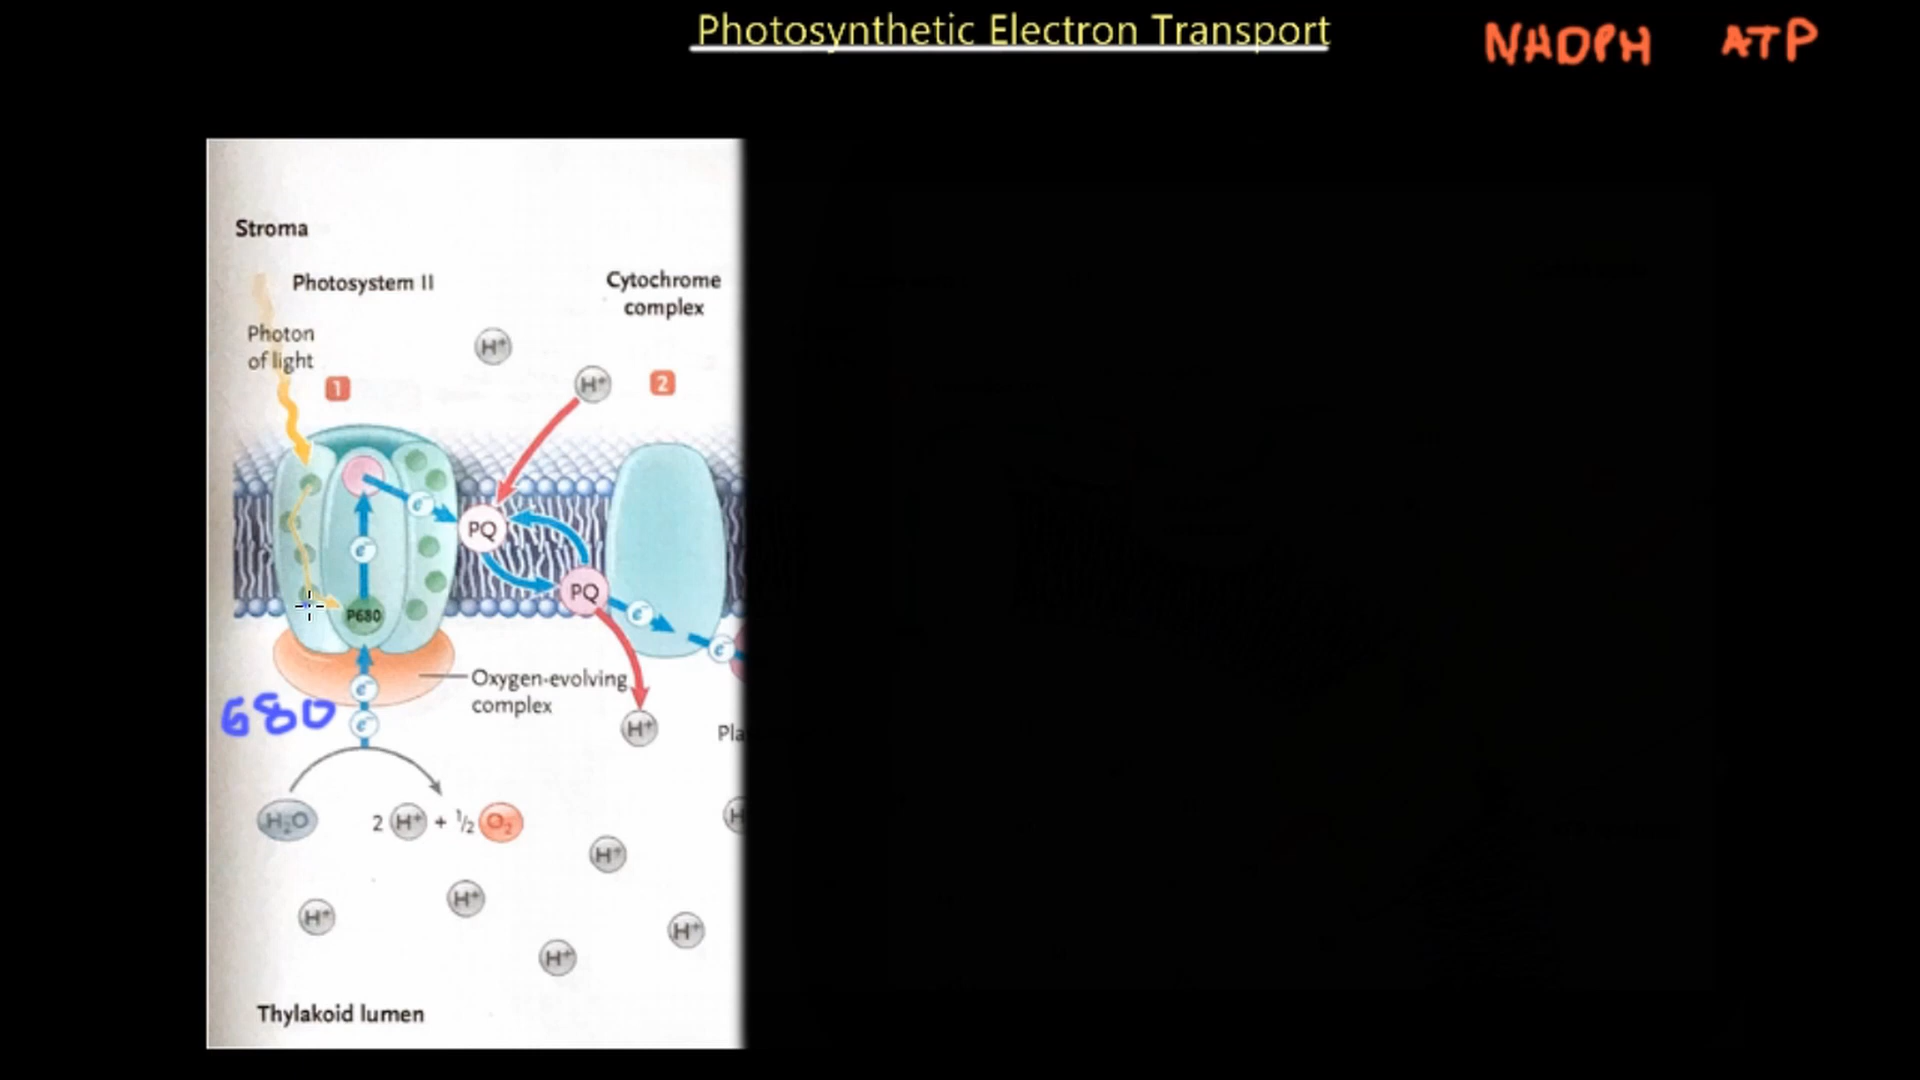 Photosynthetic Electron Transport
NADPH ATP
Stroma
Photosystem II
Cytochrome
complex
Photon
of light
H⁺
H⁺
1
2
e⁻
PQ
e⁻
PQ
P680
e⁻
e⁻
Oxygen-evolving
complex
e⁻
680
e⁻
H⁺
Pla
H₂O
2 H⁺ + ½ O₂
H
H⁺
H⁺
H⁺
H⁺
H⁺
Thylakoid lumen